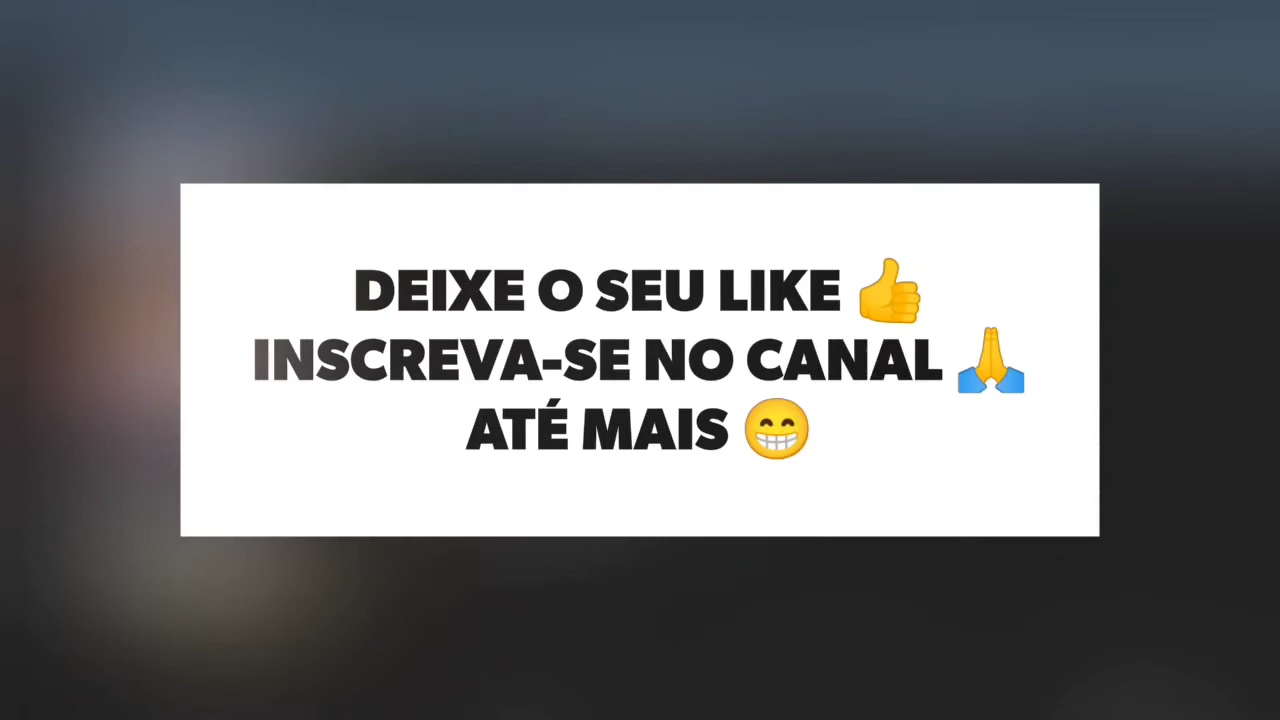 DEIXE O SEU LIKE 👍
INSCREVA-SE NO CANAL 🙏
ATÉ MAIS 😁